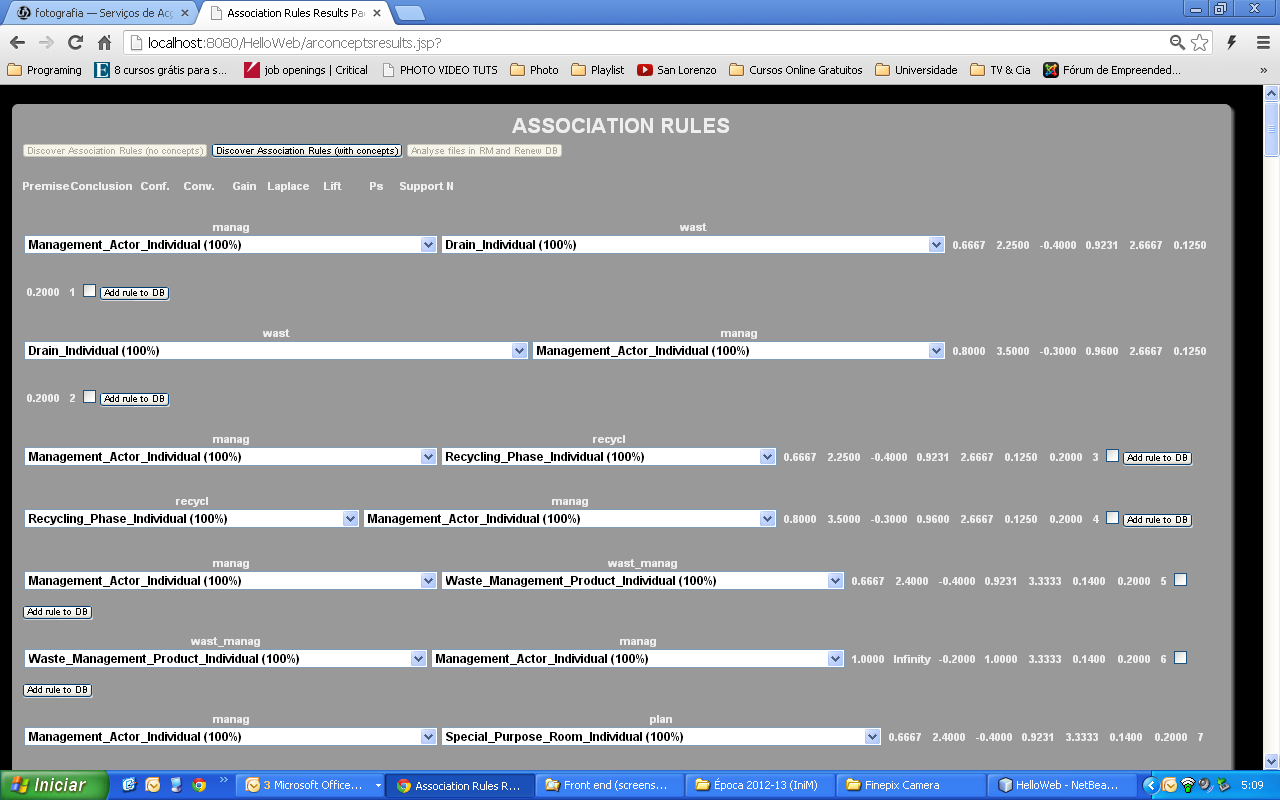 fotografia — Serviços de Acç
Association Rules Results Pa
localhost:8080/HelloWeb/arconceptsresults.jsp?
Programing 8 cursos grátis para s... job openings | Critical PHOTO VIDEO TUTS Photo Playlist San Lorenzo Cursos Online Gratuitos Universidade TV & Cia Fórum de Empreended... »
ASSOCIATION RULES
Discover Association Rules (no concepts) Discover Association Rules (with concepts) Analyse files in RM and Renew DB
Premise Conclusion Conf. Conv. Gain Laplace Lift Ps Support N
manag wast
Management_Actor_Individual (100%) Drain_Individual (100%) 0.6667 2.2500 -0.4000 0.9231 2.6667 0.1250
0.2000 1 Add rule to DB
wast manag
Drain_Individual (100%) Management_Actor_Individual (100%) 0.8000 3.5000 -0.3000 0.9600 2.6667 0.1250
0.2000 2 Add rule to DB
manag recycl
Management_Actor_Individual (100%) Recycling_Phase_Individual (100%) 0.6667 2.2500 -0.4000 0.9231 2.6667 0.1250 0.2000 3 Add rule to DB
recycl manag
Recycling_Phase_Individual (100%) Management_Actor_Individual (100%) 0.8000 3.5000 -0.3000 0.9600 2.6667 0.1250 0.2000 4 Add rule to DB
manag wast_manag
Management_Actor_Individual (100%) Waste_Management_Product_Individual (100%) 0.6667 2.4000 -0.4000 0.9231 3.3333 0.1400 0.2000 5
Add rule to DB
wast_manag manag
Waste_Management_Product_Individual (100%) Management_Actor_Individual (100%) 1.0000 Infinity -0.2000 1.0000 3.3333 0.1400 0.2000 6
Add rule to DB
manag plan
Management_Actor_Individual (100%) Special_Purpose_Room_Individual (100%) 0.6667 2.4000 -0.4000 0.9231 3.3333 0.1400 0.2000 7
Iniciar » 3 Microsoft Office... Association Rules R... Front end (screens... Época 2012-13 (IniM) Finepix Camera HelloWeb - NetBea... 5:09